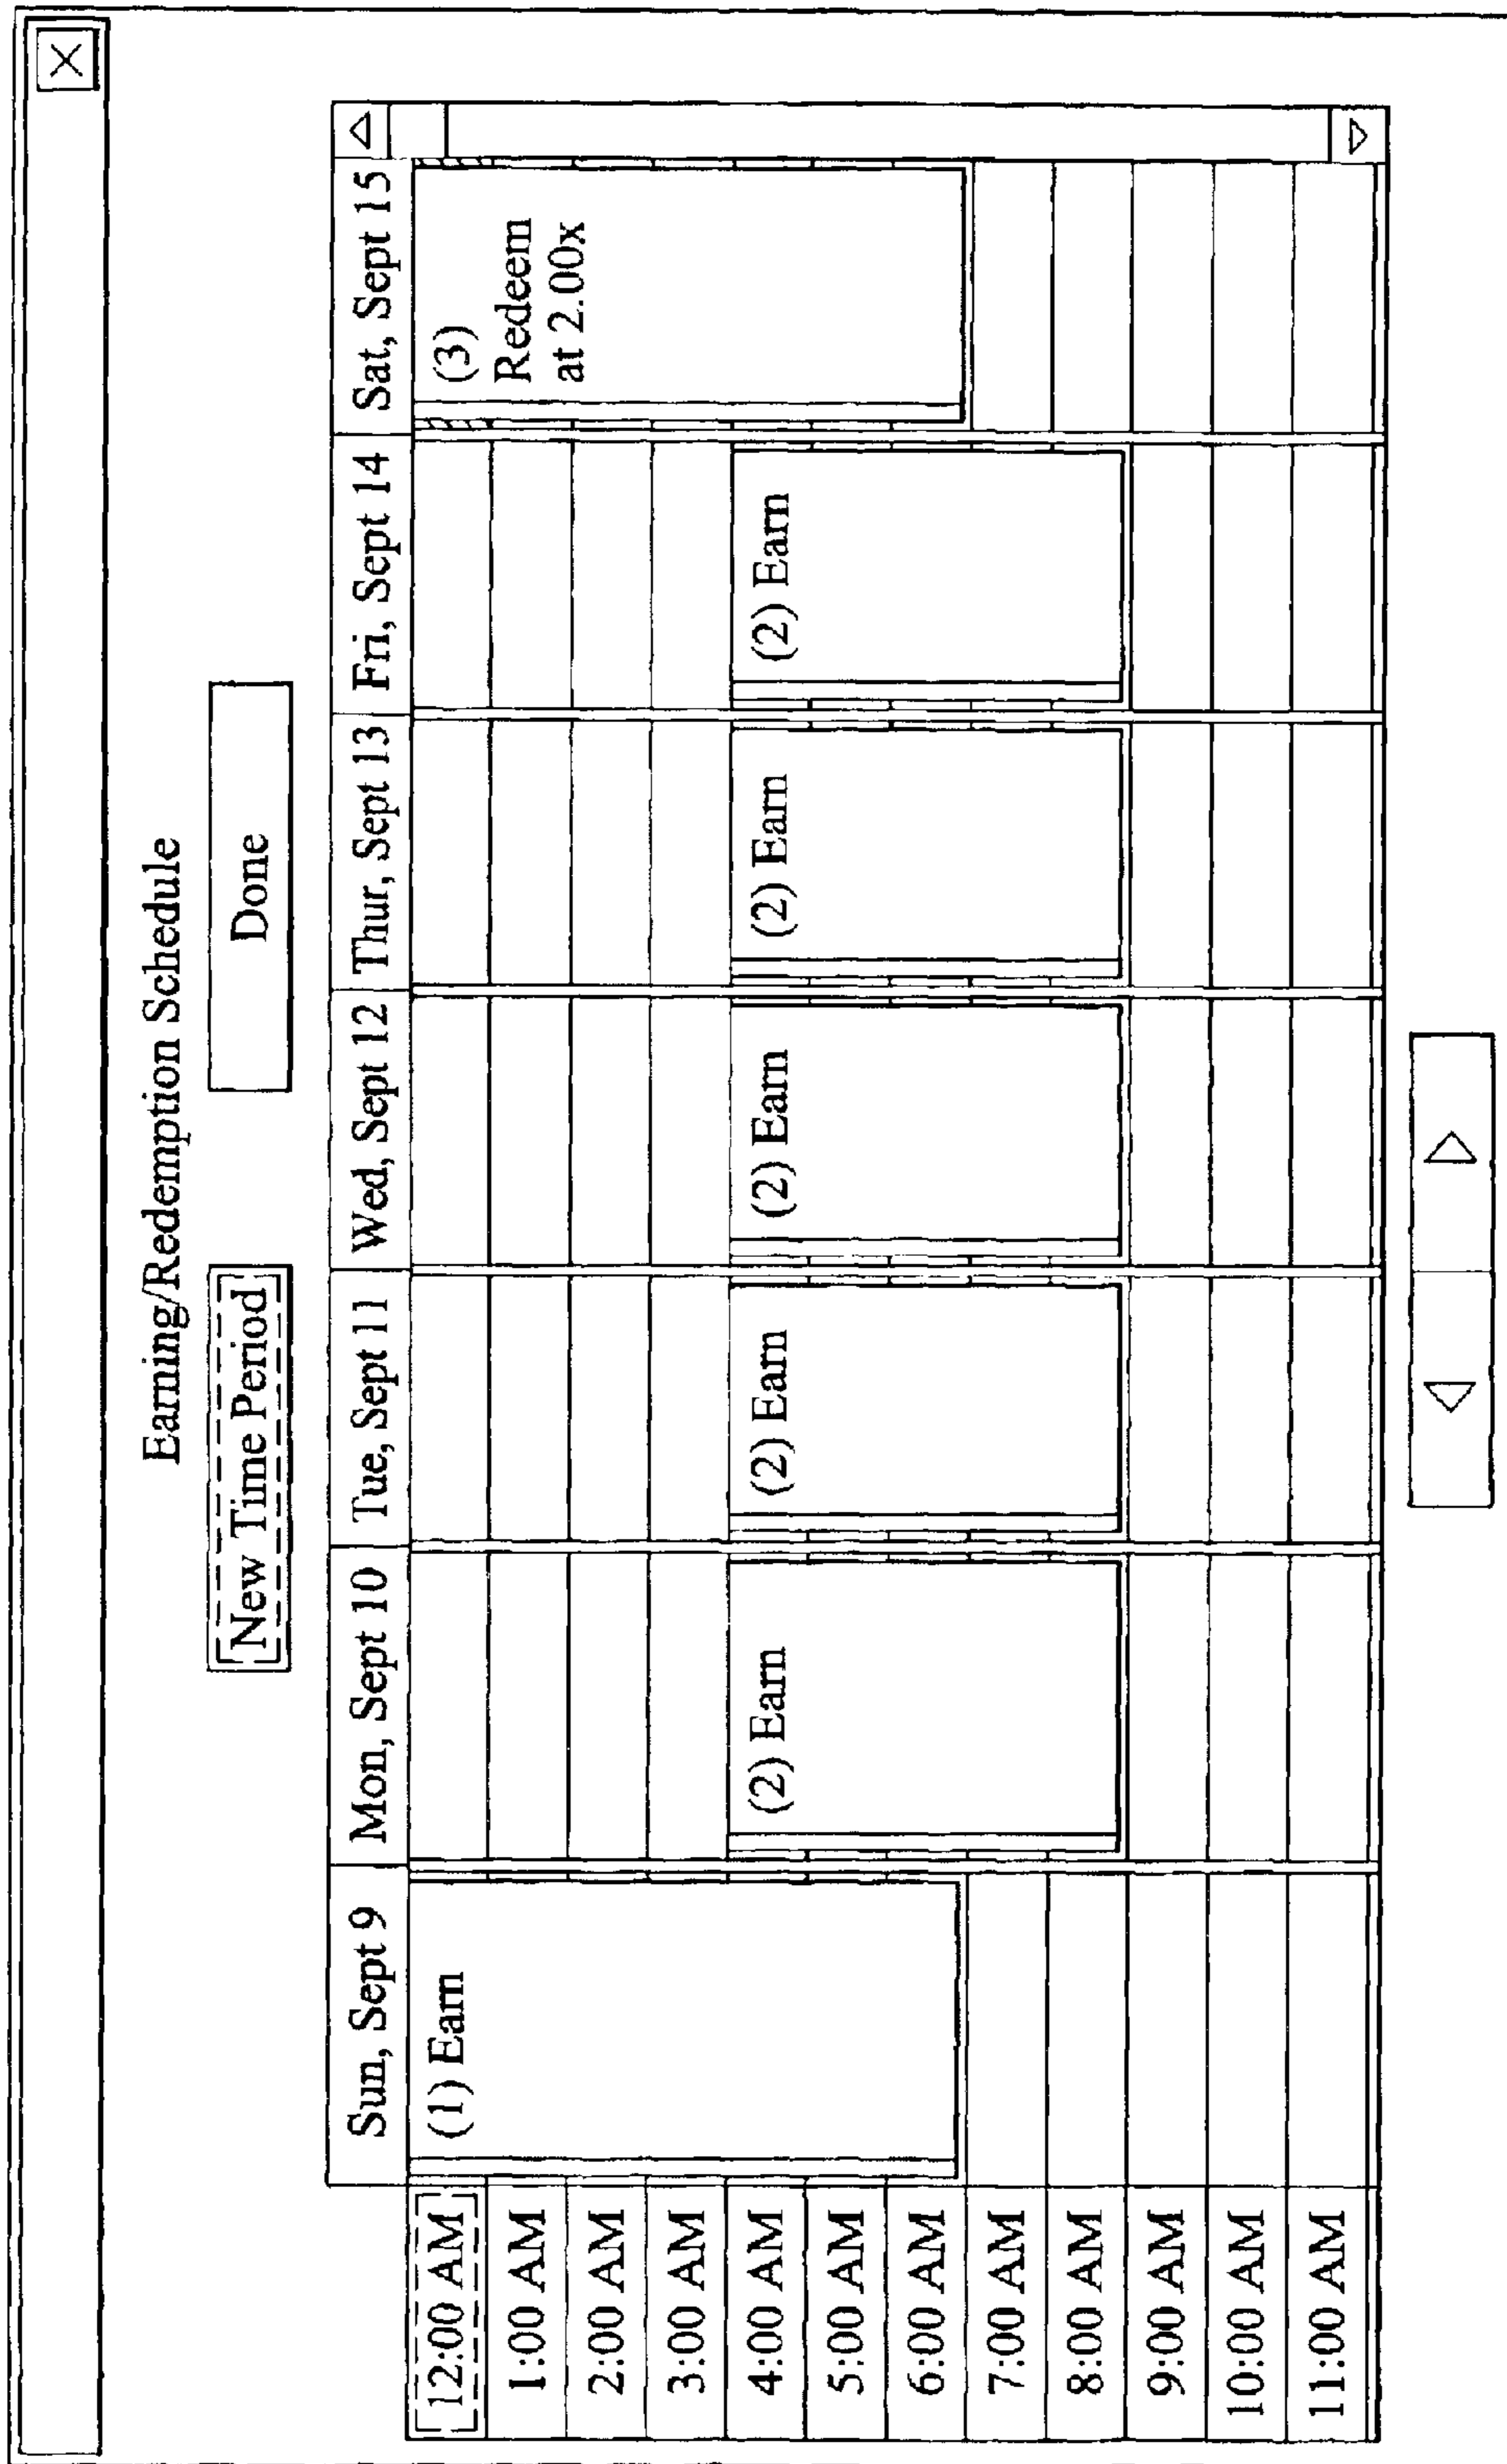 Earning/Redemption Schedule
New Time Period
Done
Sun, Sept 9
Mon, Sept 10
Tue, Sept 11
Wed, Sept 12
Thur, Sept 13
Fri, Sept 14
Sat, Sept 15
12:00 AM
1:00 AM
2:00 AM
3:00 AM
4:00 AM
5:00 AM
6:00 AM
7:00 AM
8:00 AM
9:00 AM
10:00 AM
11:00 AM
(1) Earn
(2) Earn
(2) Earn
(2) Earn
(2) Earn
(2) Earn
(3)
Redeem
at 2.00x